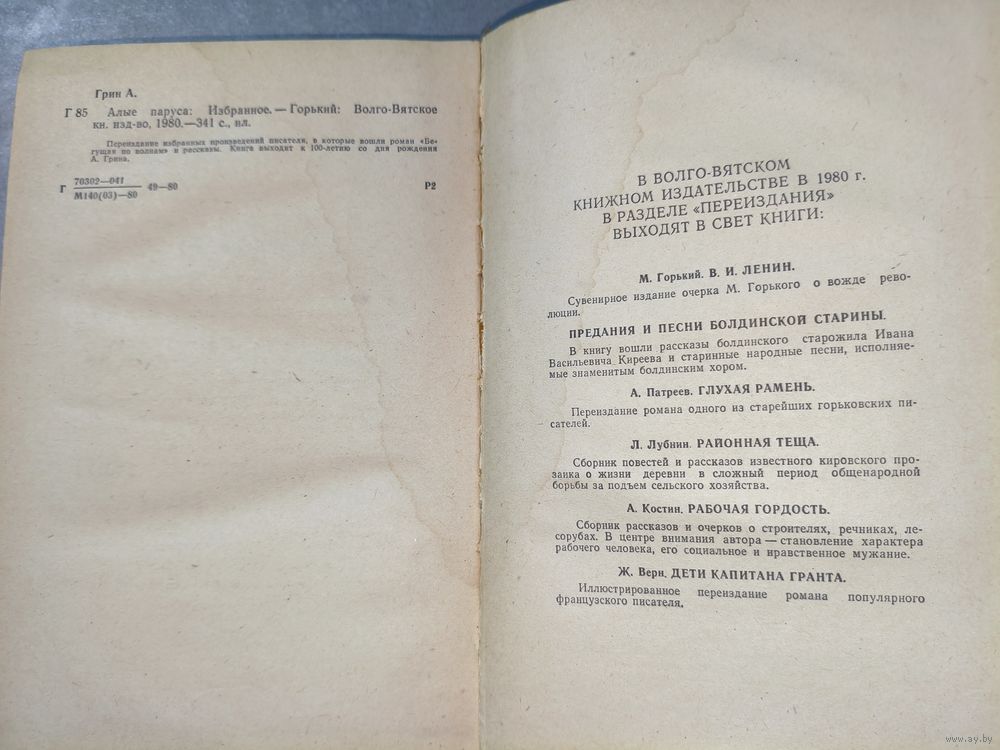 Грин А.
Г 85 Алые паруса: Избранное. — Горький: Волго-Вятское
кн. изд-во, 1980.—341 с., ил.
Переиздание избранных произведений писателя, в которые вошли роман «Бе-
гущая по волнам» и рассказы. Книга выходит к 100-летию со дня рождения
А. Грина.
Г 70302—041 49—80 Р2
М140(03)—80
В ВОЛГО-ВЯТСКОМ
КНИЖНОМ ИЗДАТЕЛЬСТВЕ В 1980 г.
В РАЗДЕЛЕ «ПЕРЕИЗДАНИЯ»
ВЫХОДЯТ В СВЕТ КНИГИ:
М. Горький. В. И. ЛЕНИН.
Сувенирное издание очерка М. Горького о вожде рево-
люции.
ПРЕДАНИЯ И ПЕСНИ БОЛДИНСКОЙ СТАРИНЫ.
В книгу вошли рассказы болдинского старожила Ивана
Васильевича Киреева и старинные народные песни, исполняе-
мые знаменитым болдинским хором.
А. Патреев. ГЛУХАЯ РАМЕНЬ.
Переиздание романа одного из старейших горьковских пи-
сателей.
Л. Лубнин. РАЙОННАЯ ТЕЩА.
Сборник повестей и рассказов известного кировского про-
заика о жизни деревни в сложный период общенародной
борьбы за подъем сельского хозяйства.
А. Костин. РАБОЧАЯ ГОРДОСТЬ.
Сборник рассказов и очерков о строителях, речниках, ле-
сорубах. В центре внимания автора — становление характера
рабочего человека, его социальное и нравственное мужание.
Ж. Верн. ДЕТИ КАПИТАНА ГРАНТА.
Иллюстрированное переиздание романа популярного
французского писателя.
www.ay.by